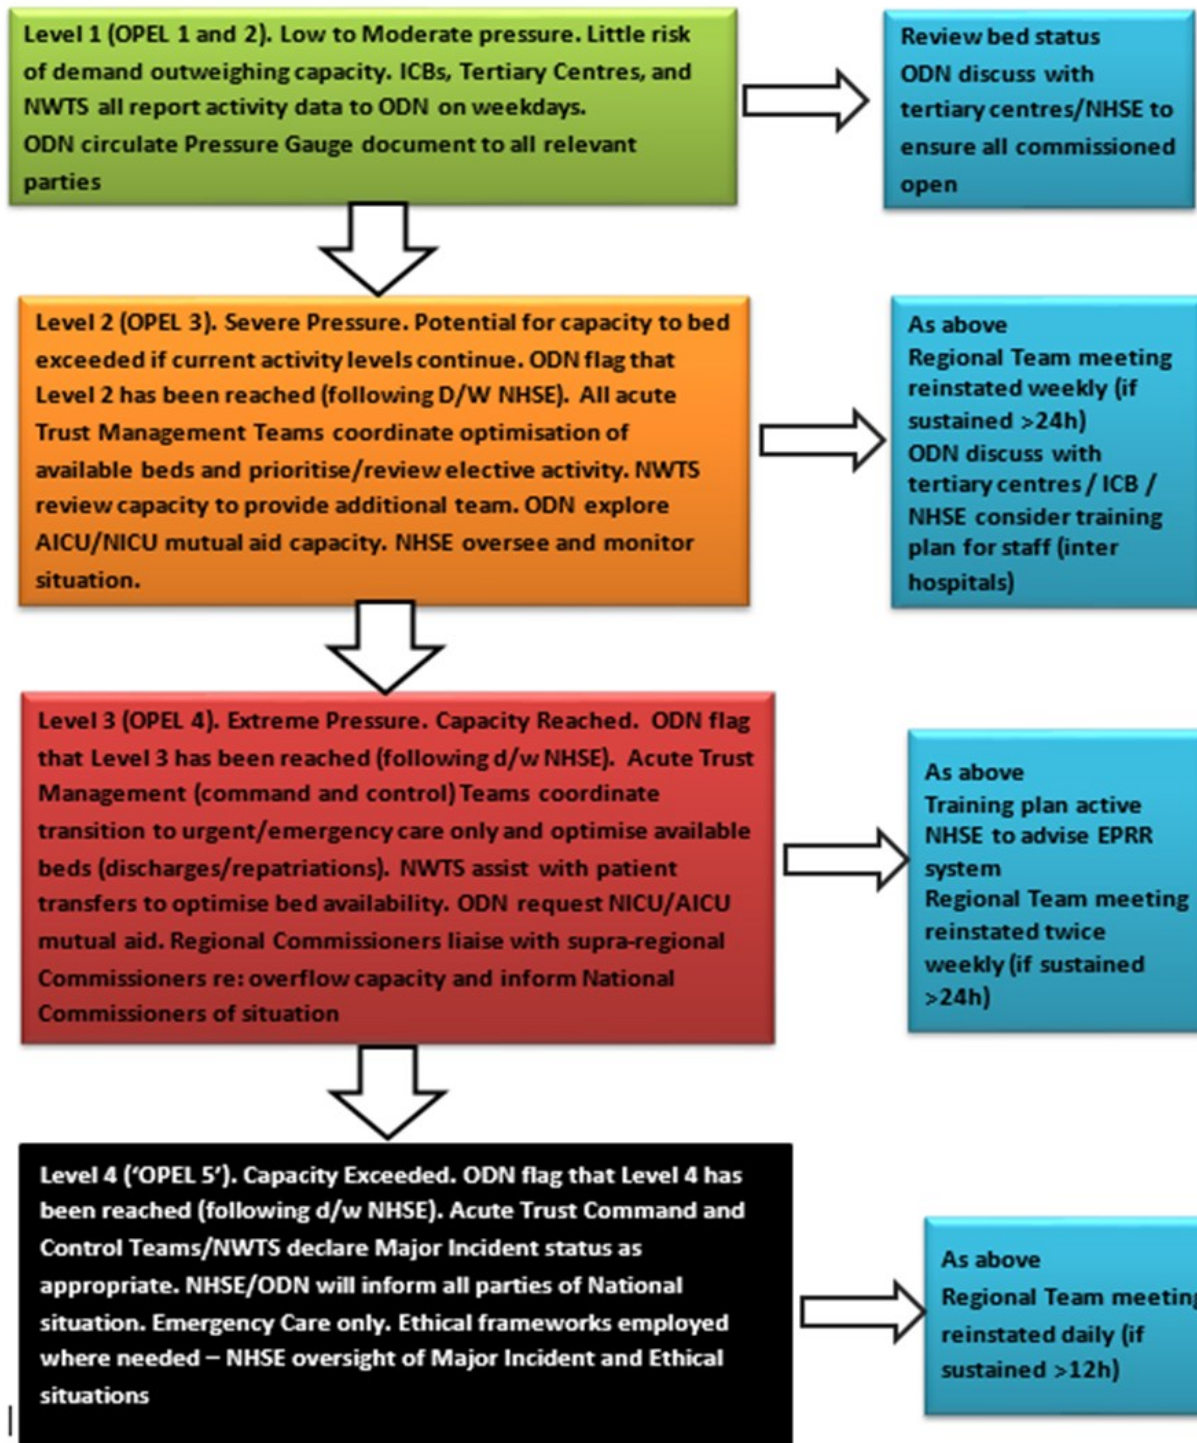 Level 1 (OPEL 1 and 2). Low to Moderate pressure. Little risk
of demand outweighing capacity. ICBs, Tertiary Centres, and
NWTS all report activity data to ODN on weekdays.
ODN circulate Pressure Gauge document to all relevant
parties
Review bed status
ODN discuss with
tertiary centres/NHSE to
ensure all commissioned
open
Level 2 (OPEL 3). Severe Pressure. Potential for capacity to bed
exceeded if current activity levels continue. ODN flag that
Level 2 has been reached (following D/W NHSE). All acute
Trust Management Teams coordinate optimisation of
available beds and prioritise/review elective activity. NWTS
review capacity to provide additional team. ODN explore
AICU/NICU mutual aid capacity. NHSE oversee and monitor
situation.
As above
Regional Team meeting
reinstated weekly (if
sustained >24h)
ODN discuss with
tertiary centres / ICB /
NHSE consider training
plan for staff (inter
hospitals)
Level 3 (OPEL 4). Extreme Pressure. Capacity Reached. ODN flag
that Level 3 has been reached (following d/w NHSE). Acute Trust
Management (command and control) Teams coordinate
transition to urgent/emergency care only and optimise available
beds (discharges/repatriations). NWTS assist with patient
transfers to optimise bed availability. ODN request NICU/AICU
mutual aid. Regional Commissioners liaise with supra-regional
Commissioners re: overflow capacity and inform National
Commissioners of situation
As above
Training plan active
NHSE to advise EPRR
system
Regional Team meeting
reinstated twice
weekly (if sustained
>24h)
Level 4 (‘OPEL 5’). Capacity Exceeded. ODN flag that Level 4 has
been reached (following d/w NHSE). Acute Trust Command and
Control Teams/NWTS declare Major Incident status as
appropriate. NHSE/ODN will inform all parties of National
situation. Emergency Care only. Ethical frameworks employed
where needed – NHSE oversight of Major Incident and Ethical
situations
As above
Regional Team meeting
reinstated daily (if
sustained >12h)